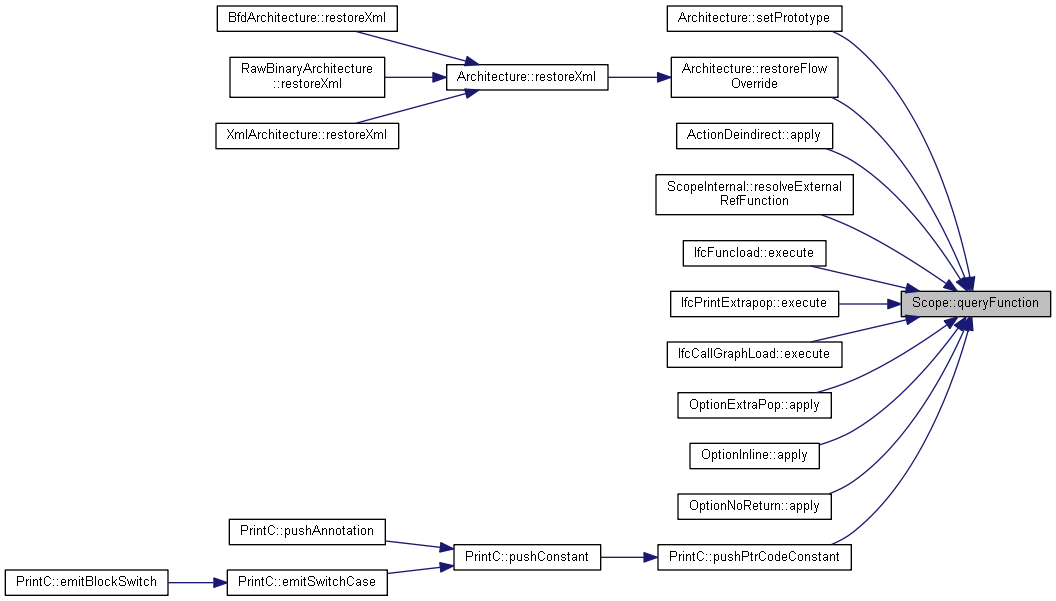 BfdArchitecture::restoreXml
RawBinaryArchitecture
::restoreXml
XmlArchitecture::restoreXml
Architecture::restoreXml
Architecture::setPrototype
Architecture::restoreFlow
Override
ActionDeindirect::apply
ScopeInternal::resolveExternal
RefFunction
IfcFuncload::execute
IfcPrintExtrapop::execute
IfcCallGraphLoad::execute
OptionExtraPop::apply
OptionInline::apply
OptionNoReturn::apply
PrintC::pushPtrCodeConstant
Scope::queryFunction
PrintC::pushAnnotation
PrintC::pushConstant
PrintC::emitBlockSwitch
PrintC::emitSwitchCase